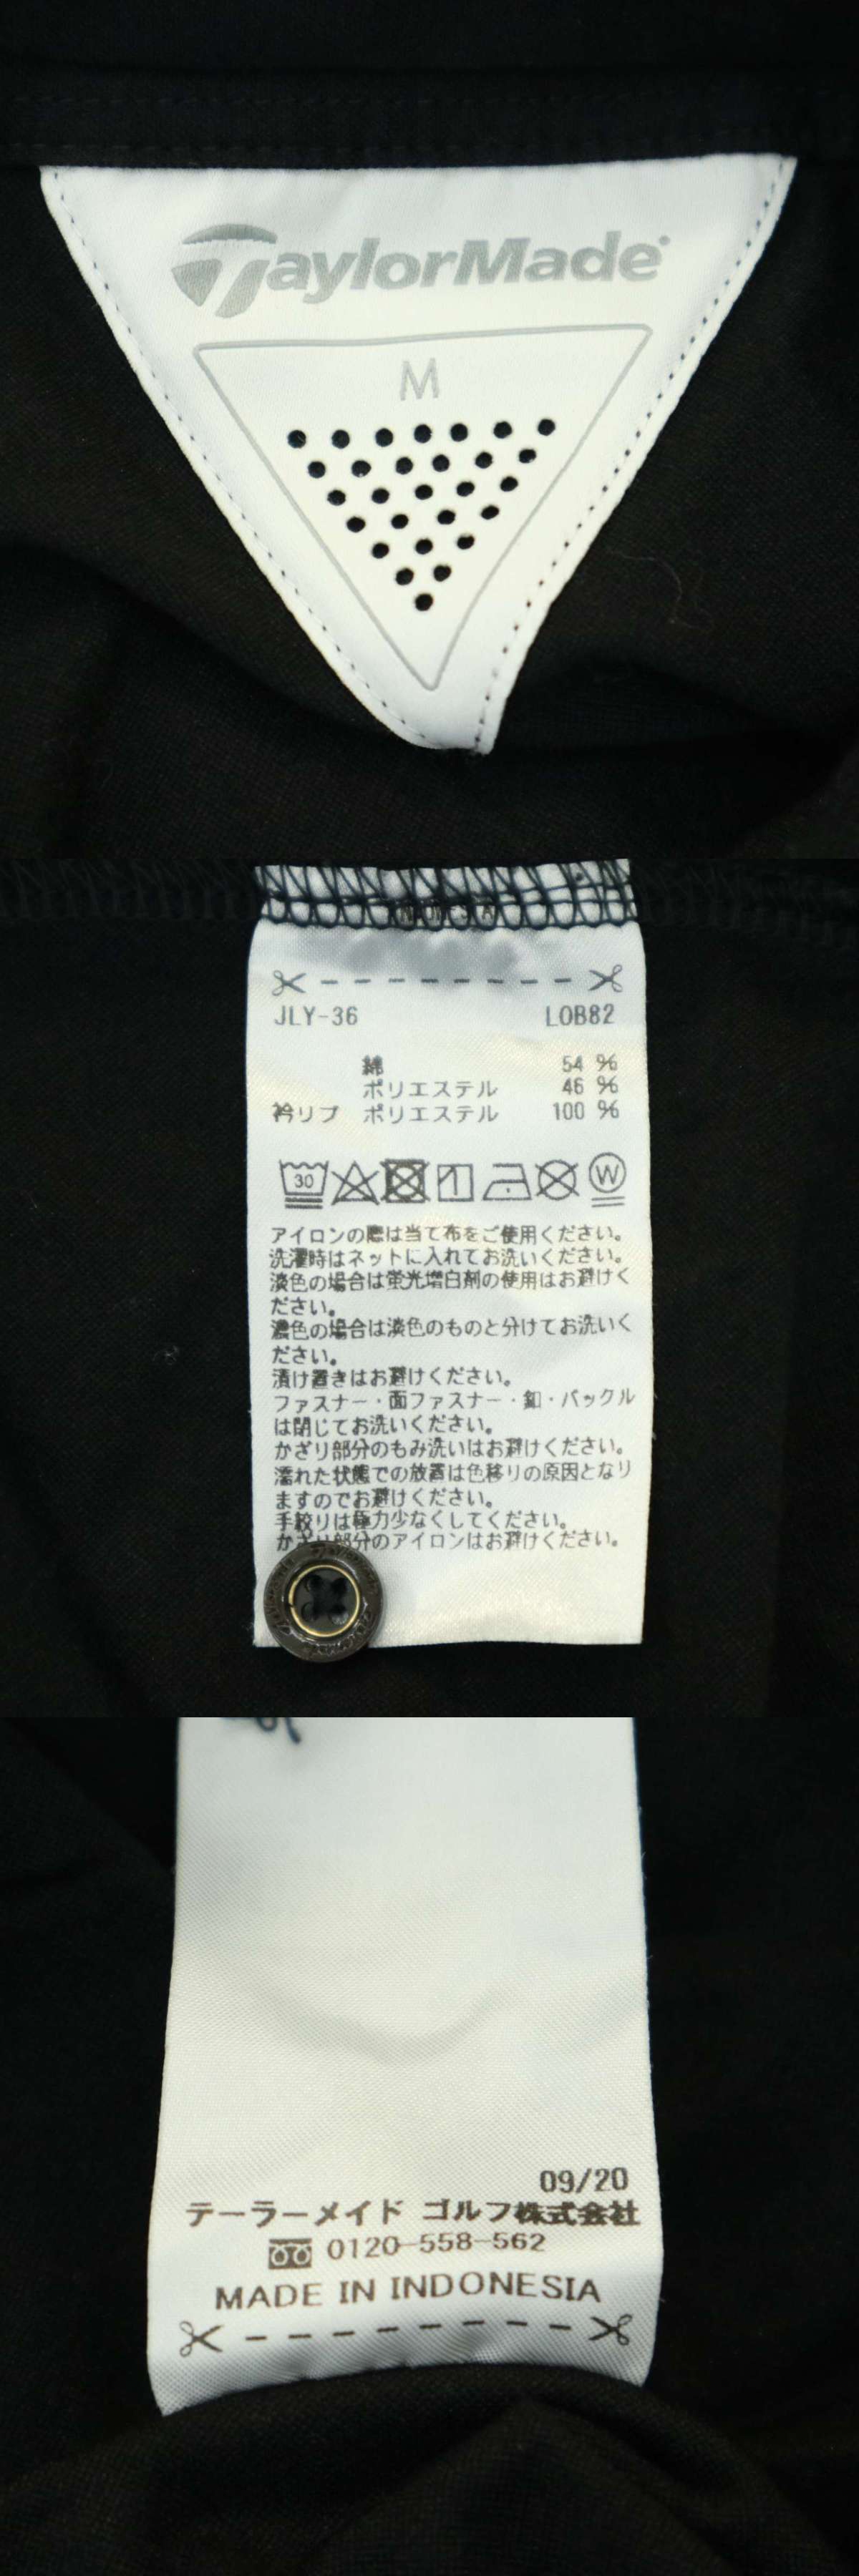 TaylorMade
M
JLY-36 LOB82
綿 54 %
ポリエステル 46 %
衿リブ ポリエステル 100 %
30
W
アイロンの際は当て布をご使用ください。
洗濯時はネットに入れてお洗いください。
淡色の場合は蛍光増白剤の使用はお避けく
ださい。
濃色の場合は淡色のものと分けてお洗いく
ださい。
漬け置きはお避けください。
ファスナー・面ファスナー・釦・バックル
は閉じてお洗いください。
かざり部分のもみ洗いはお避けください。
濡れた状態での放置は色移りの原因となり
ますのでお避けください。
手絞りは極力少なくしてください。
かざり部分のアイロンはお避けください。
09/20
テーラーメイド ゴルフ株式会社
0120-558-562
MADE IN INDONESIA